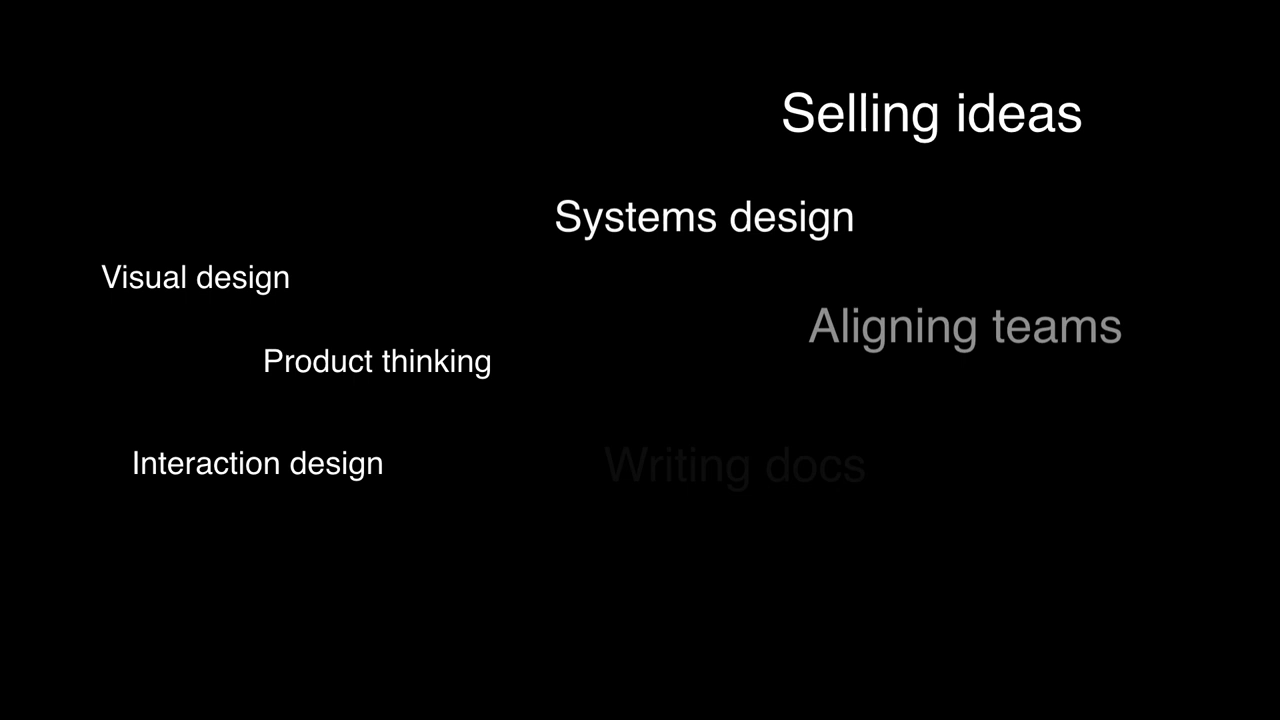 Selling ideas
Systems design
Visual design
Aligning teams
Product thinking
Interaction design
Writing docs